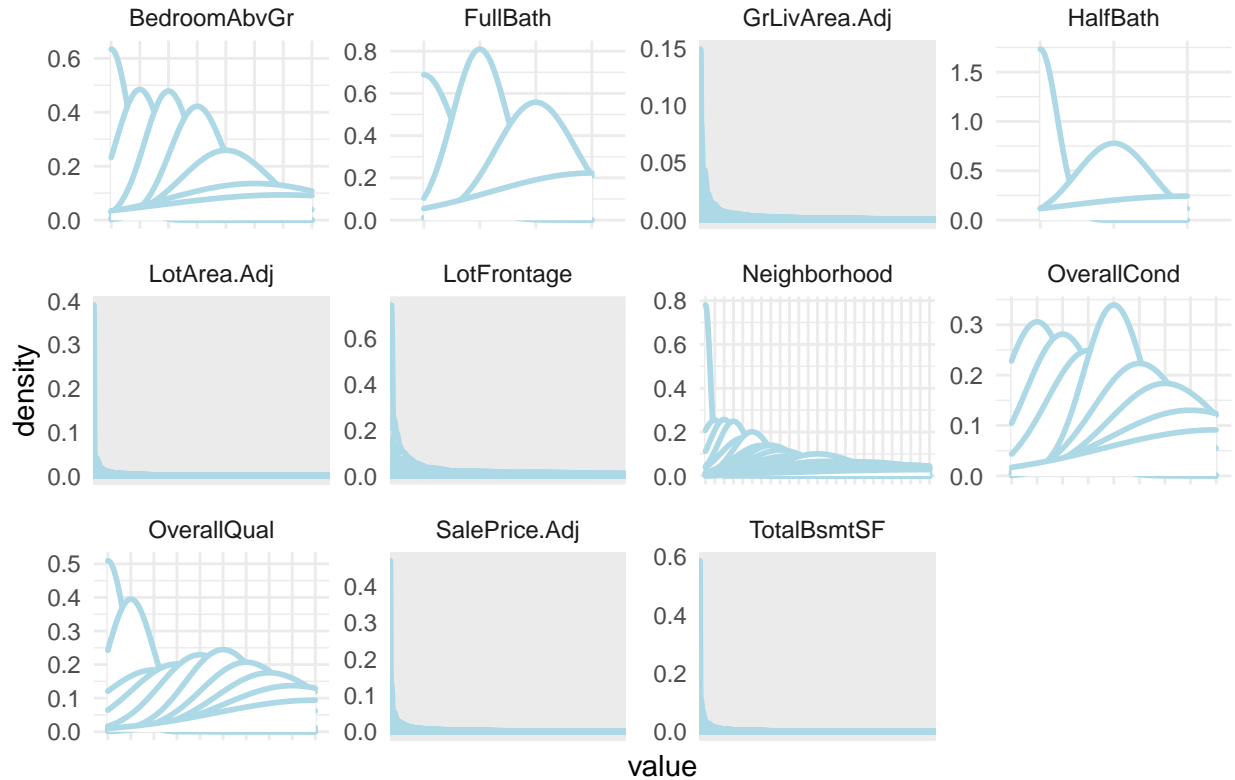 BedroomAbvGr FullBath GrLivArea.Adj HalfBath
0.6 0.4 0.2 0.0
0.8 0.6 0.4 0.2 0.0
0.15 0.10 0.05 0.00
1.5 1.0 0.5 0.0
LotArea.Adj LotFrontage Neighborhood OverallCond
0.4 0.3 0.2 0.1 0.0
0.6 0.4 0.2 0.0
0.8 0.6 0.4 0.2 0.0
0.3 0.2 0.1 0.0
density
OverallQual SalePrice.Adj TotalBsmtSF
0.5 0.4 0.3 0.2 0.1 0.0
0.4 0.3 0.2 0.1 0.0
0.6 0.4 0.2 0.0
value